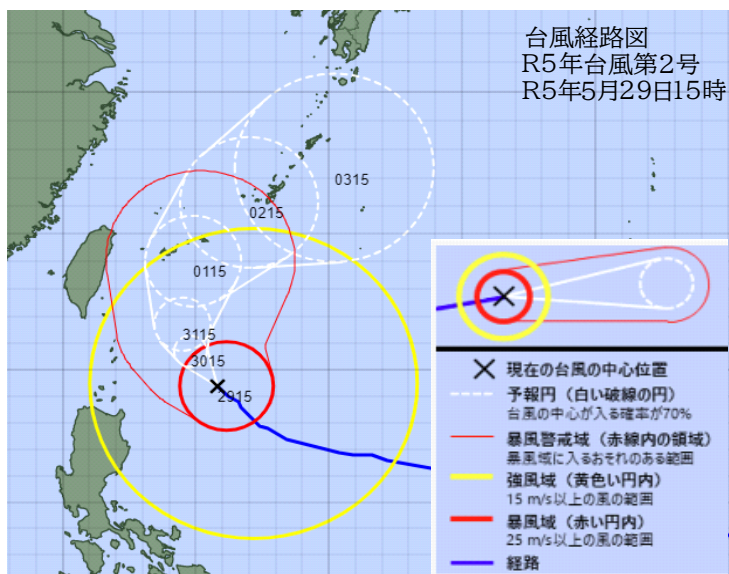 台風経路図
R5年台風第2号
R5年5月29日15時
0315
0215
0115
3115
3015
2915
現在の台風の中心位置
予報円（白い破線の円）
台風の中心が入る確率が70%
暴風警戒域（赤線内の領域）
暴風域に入るおそれのある範囲
強風域（黄色い円内）
15 m/s以上の風の範囲
暴風域（赤い円内）
25 m/s以上の風の範囲
経路